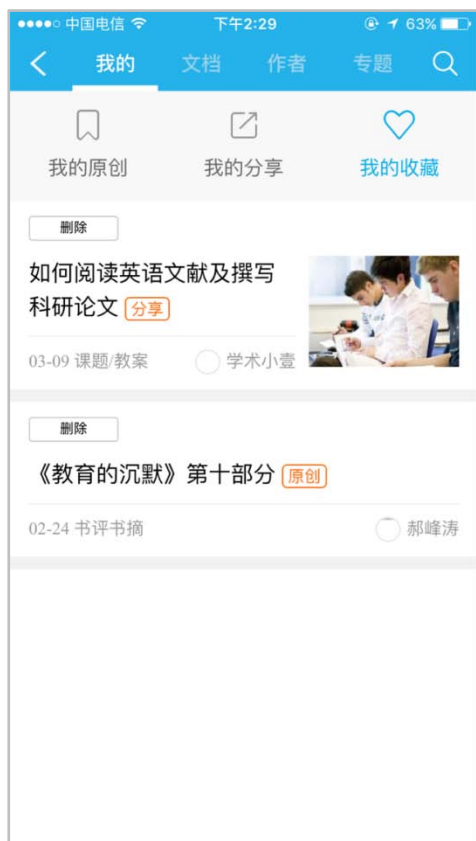 中国电信 下午2:29 63%
我的 文档 作者 专题
我的原创 我的分享 我的收藏
删除
如何阅读英语文献及撰写
科研论文 分享
03-09 课题/教案 学术小壹
删除
《教育的沉默》第十部分 原创
02-24 书评书摘 郝峰涛